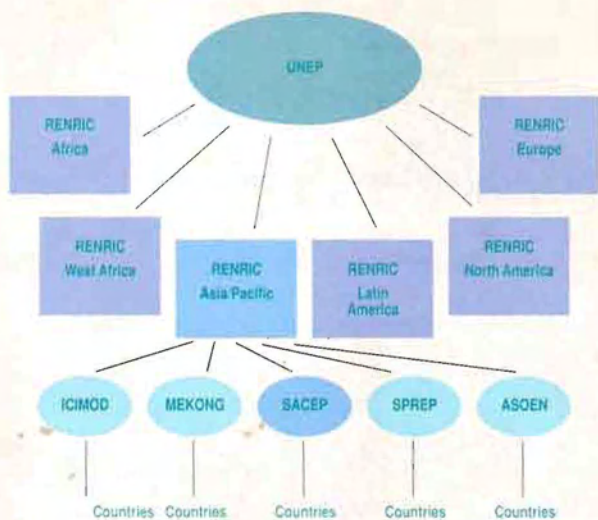 UNEP
RENRIC
Africa
RENRIC
Europe
RENRIC
West Africa
RENRIC
Asia/Pacific
RENRIC
Latin
America
RENRIC
North America
ICIMOD
MEKONG
SACEP
SPREP
ASOEN
Countries
Countries
Countries
Countries
Countries